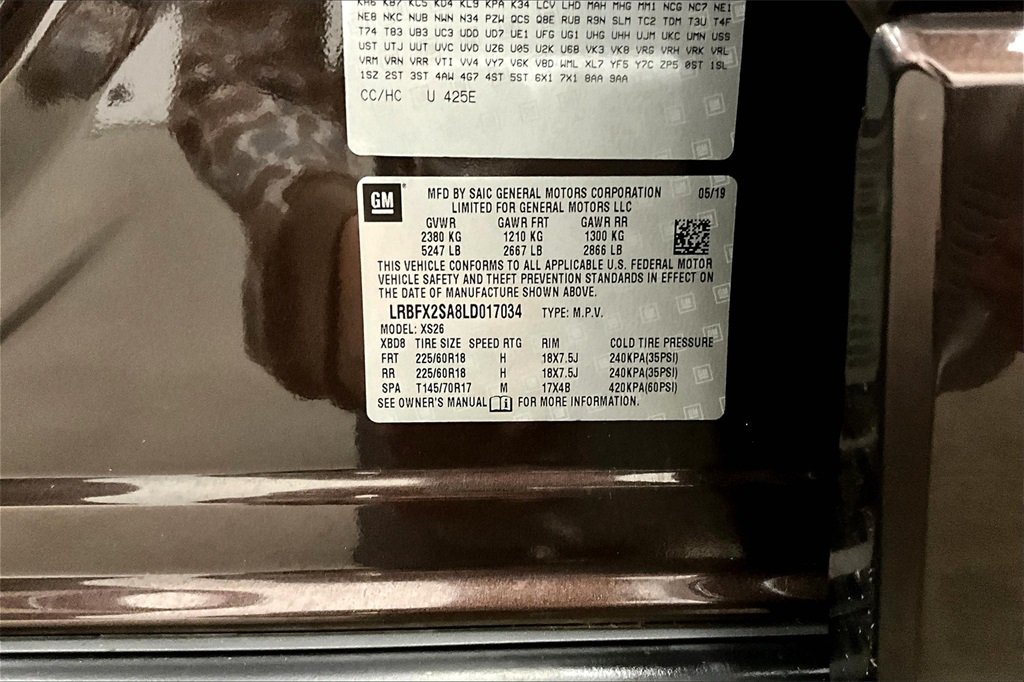 KH6 KB7 KC5 KU4 KL9 KPA K34 LCV LHD MAH MHG MM1 NCG NC7 NE1
NE8 NKC NUB NWN N34 PZW QCS Q8E RUB R9N SLM TC2 TDM T3U T4F
T74 T83 UB3 UC3 UDD UD7 UE1 UFG UG1 UHG UHH UJM UKC UMN USS
UST UTJ UUT UVC UVD UZ6 U05 U2K U68 VK3 VK8 VRG VRH VRK VRL
VRM VRN VRR VTI VV4 VY7 V6K V8D WML XL7 YF5 Y7C ZP5 0ST 1SL
1SZ 2ST 3ST 4AW 4G7 4ST 5ST 6X1 7X1 8AA 9AA
CC/HC U 425E
GM MFD BY SAIC GENERAL MOTORS CORPORATION 05/19
LIMITED FOR GENERAL MOTORS LLC
GVWR GAWR FRT GAWR RR
2380 KG 1210 KG 1300 KG
5247 LB 2667 LB 2866 LB
THIS VEHICLE CONFORMS TO ALL APPLICABLE U.S. FEDERAL MOTOR
VEHICLE SAFETY AND THEFT PREVENTION STANDARDS IN EFFECT ON
THE DATE OF MANUFACTURE SHOWN ABOVE.
LRBFX2SA8LD017034 TYPE: M.P.V.
MODEL: XS26
XBD8 TIRE SIZE SPEED RTG RIM COLD TIRE PRESSURE
FRT 225/60R18 H 18X7.5J 240KPA(35PSI)
RR 225/60R18 H 18X7.5J 240KPA(35PSI)
SPA T145/70R17 M 17X4B 420KPA(60PSI)
SEE OWNER'S MANUAL FOR MORE INFORMATION.